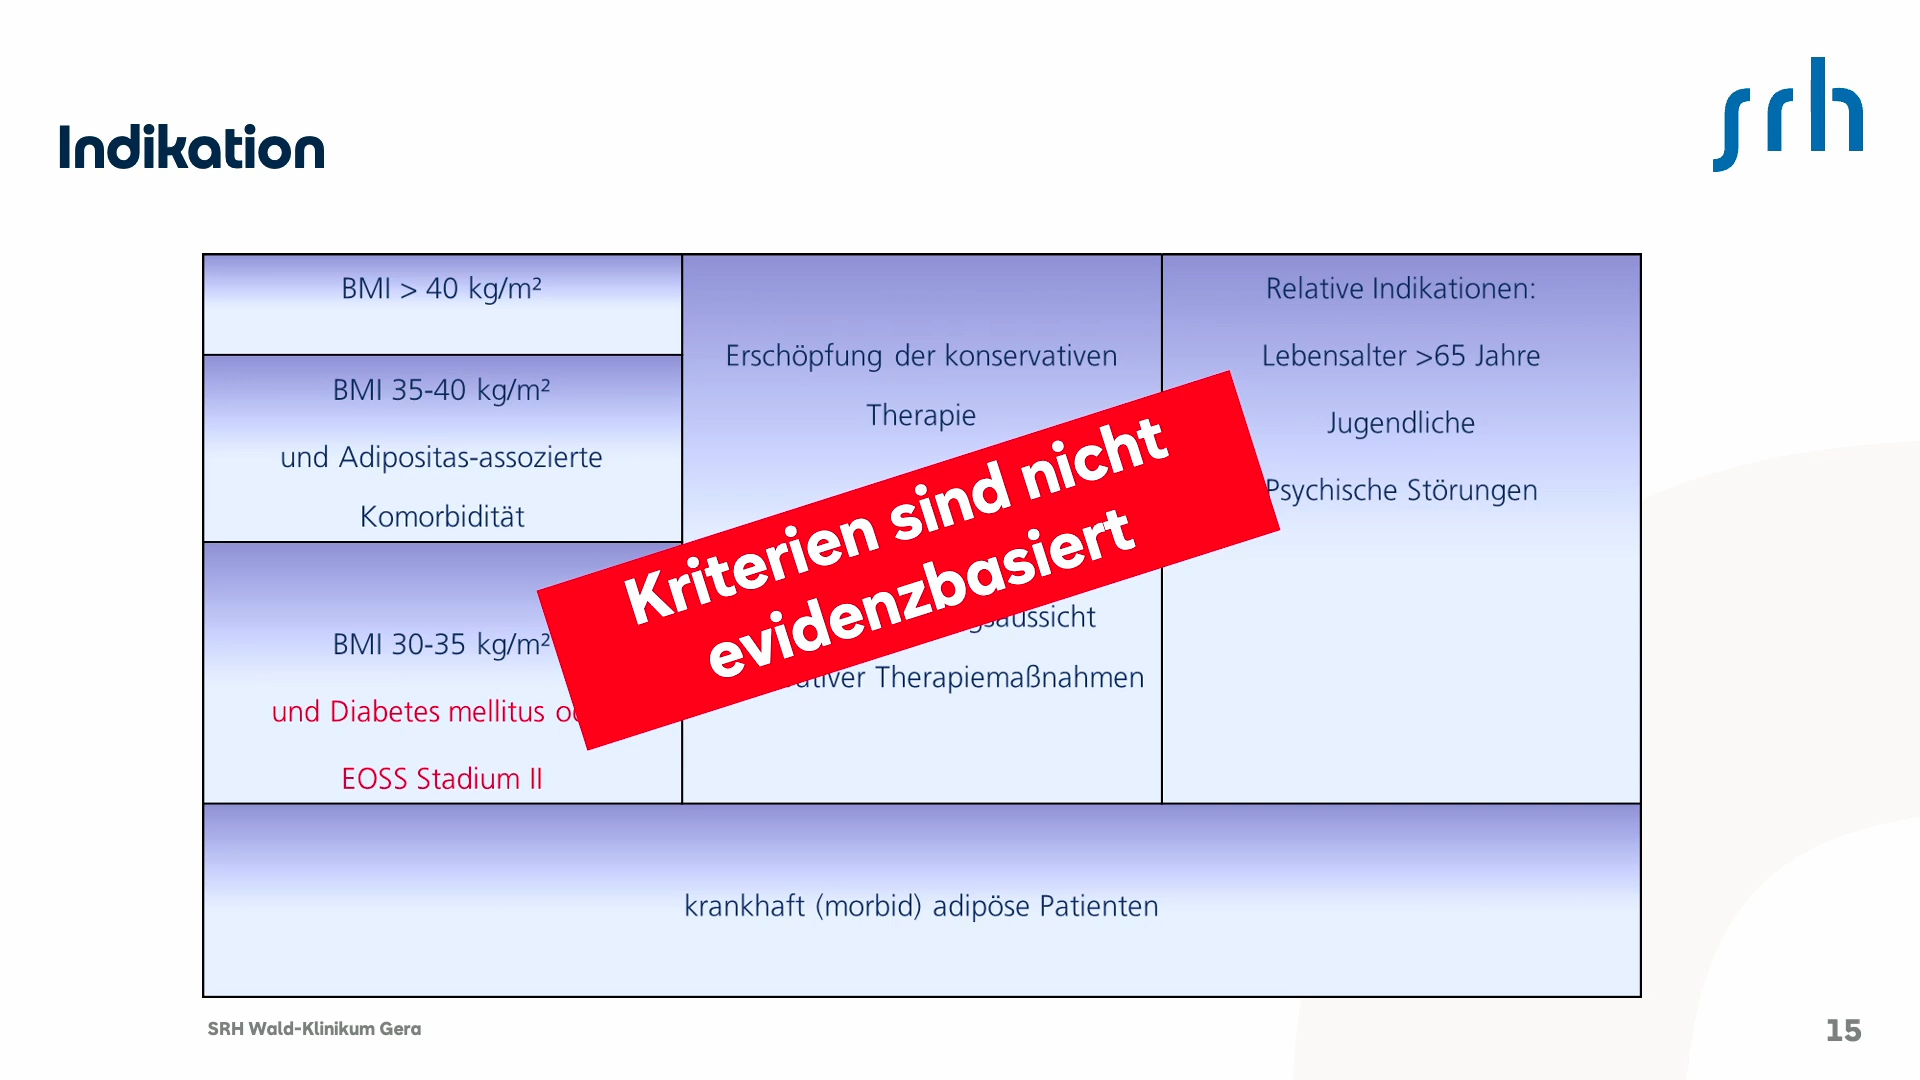 srh
Indikation
BMI > 40 kg/m²
BMI 35-40 kg/m²
und Adipositas-assozierte
Komorbidität
BMI 30-35 kg/m²
und Diabetes mellitus
EOSS Stadium II
Erschöpfung der konservativen
Therapie
Therapiemaßnahmen
Kriterien sind nicht
evidenzbasiert
Relative Indikationen:
Lebensalter >65 Jahre
Jugendliche
Psychische Störungen
krankhaft (morbid) adipöse Patienten
SRH Wald-Klinikum Gera
15